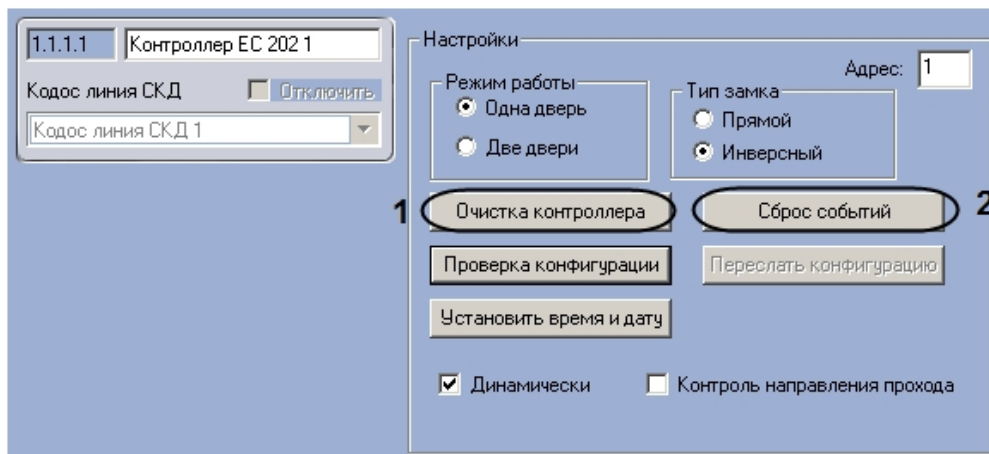 1.1.1.1 Контроллер ЕС 202 1
Кодос линия СКД Отключить
Кодос линия СКД 1
Настройки
Адрес: 1
Режим работы
Одна дверь
Две двери
Тип замка
Прямой
Инверсный
1 Очистка контроллера Сброс событий 2
Проверка конфигурации Переслать конфигурацию
Установить время и дату
Динамически Контроль направления прохода